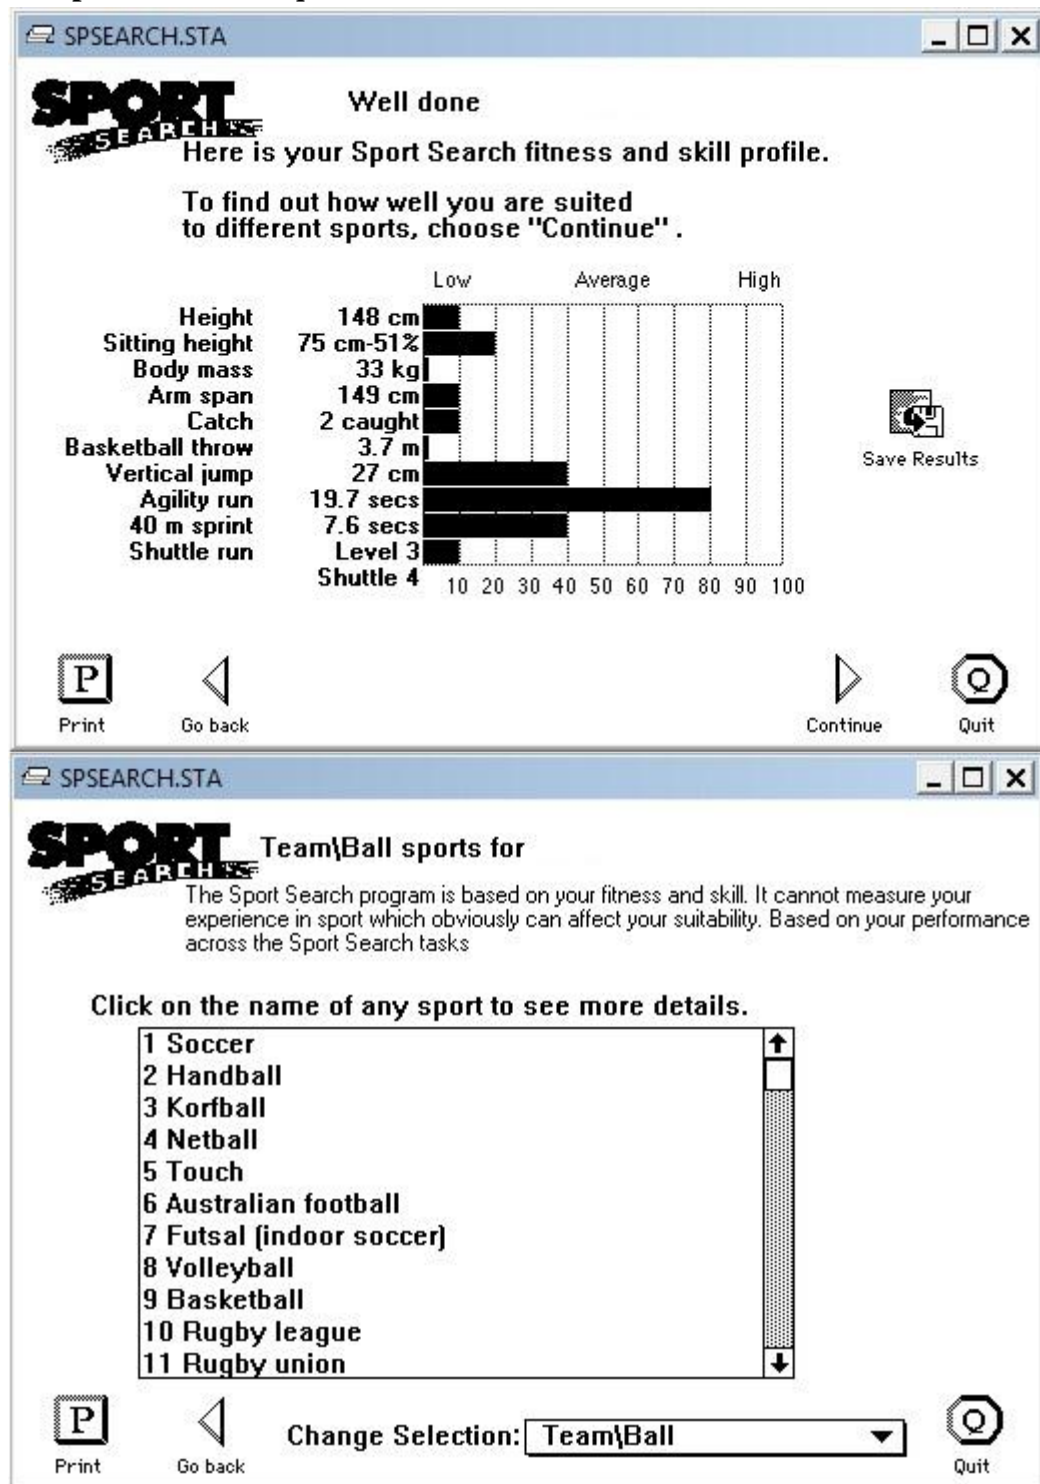 SPSEARCH.STA
SPORT
SEARCH
Well done
Here is your Sport Search fitness and skill profile.
To find out how well you are suited
to different sports, choose "Continue" .
Low Average High
Height 148 cm
Sitting height 75 cm-51%
Body mass 33 kg
Arm span 149 cm
Catch 2 caught
Basketball throw 3.7 m
Vertical jump 27 cm
Agility run 19.7 secs
40 m sprint 7.6 secs
Shuttle run Level 3
Shuttle 4
10 20 30 40 50 60 70 80 90 100
Save Results
P
Print
Go back
Continue
Q
Quit
SPSEARCH.STA
SPORT
SEARCH
Team\Ball sports for
The Sport Search program is based on your fitness and skill. It cannot measure your
experience in sport which obviously can affect your suitability. Based on your performance
across the Sport Search tasks
Click on the name of any sport to see more details.
1 Soccer
2 Handball
3 Korfball
4 Netball
5 Touch
6 Australian football
7 Futsal (indoor soccer)
8 Volleyball
9 Basketball
10 Rugby league
11 Rugby union
P
Print
Go back
Change Selection: Team\Ball
Q
Quit